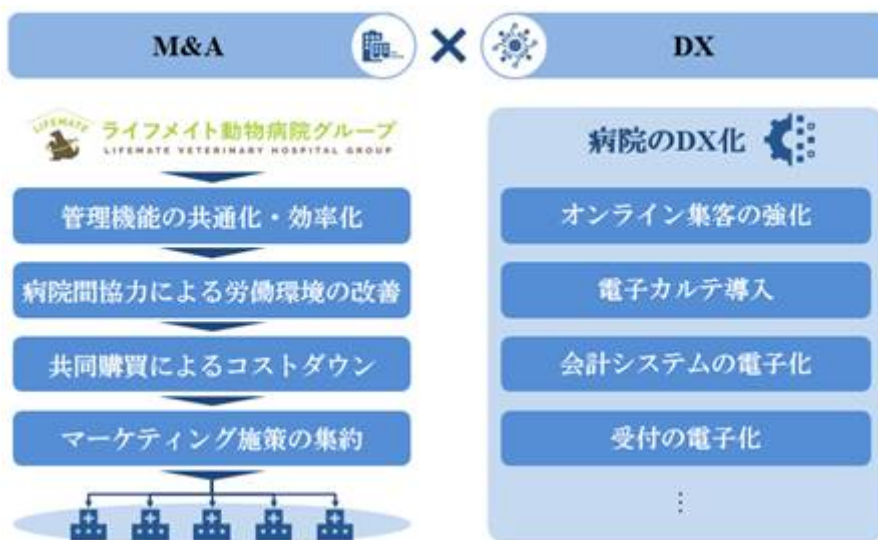 M&A
DX
LIFEMATE
ライフメイト動物病院グループ
LIFEMATE VETERINARY HOSPITAL GROUP
管理機能の共通化・効率化
病院間協力による労働環境の改善
共同購買によるコストダウン
マーケティング施策の集約
病院のDX化
オンライン集客の強化
電子カルテ導入
会計システムの電子化
受付の電子化
⋮